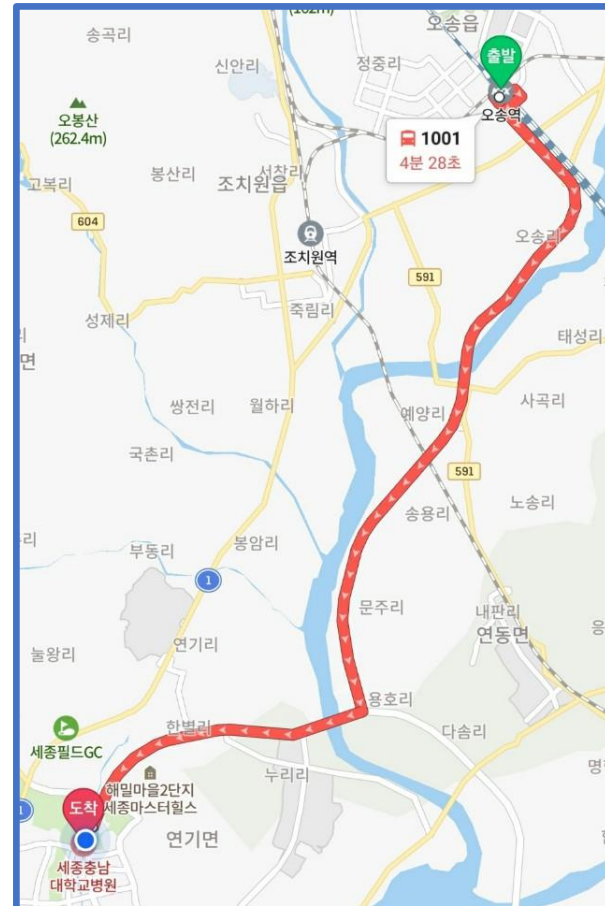 (162m)
송곡리
오송읍
출발
정중리
신안리
오봉산
(262.4m)
오송역
1001
4분 28초
봉산리
서창리
조치원읍
고복리
604
조치원역
오송리
591
죽림리
성제리
태성리
면
쌍전리
월하리
예양리
사곡리
국촌리
591
송용리
노송리
리
부동리
봉암리
1
문주리
내판리
연동면
응
눌왕리
연기리
용호리
한별리
다솜리
세종필드GC
누리리
명
해밀마을2단지
세종마스터힐스
1
도착
연기면
세종충남
대학교병원